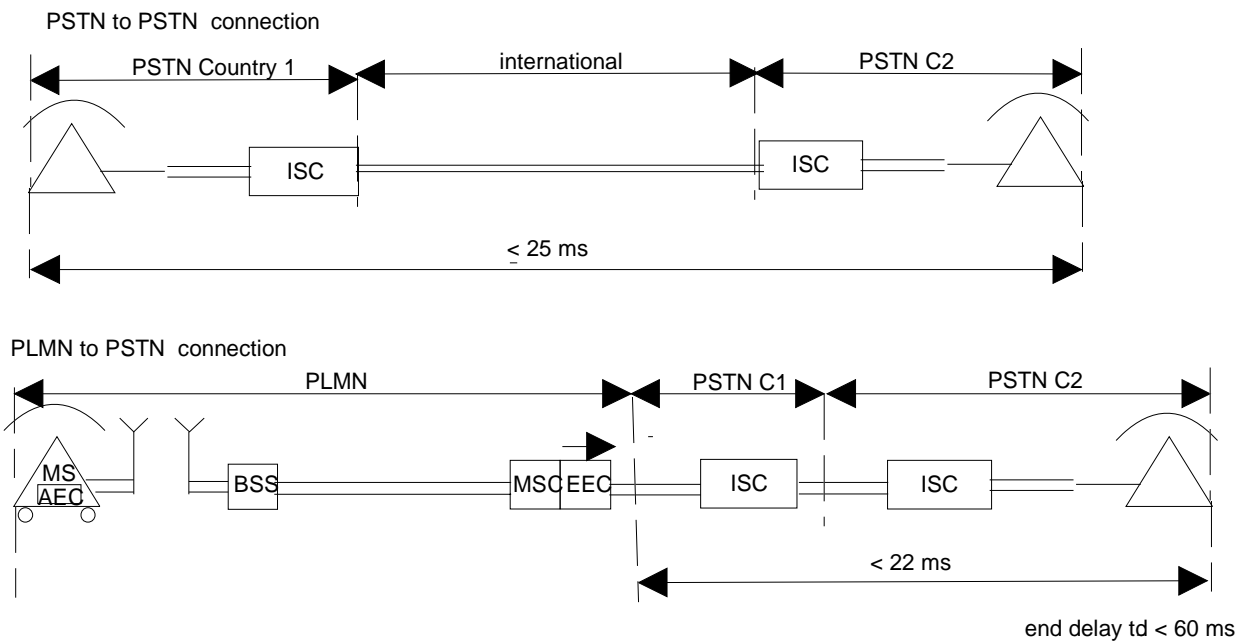 PSTN to PSTN connection
PSTN Country 1
international
PSTN C2
ISC
ISC
< 25 ms
PLMN to PSTN connection
PLMN
PSTN C1
PSTN C2
MS
AEC
BSS
MSC
EEC
ISC
ISC
< 22 ms
end delay td < 60 ms